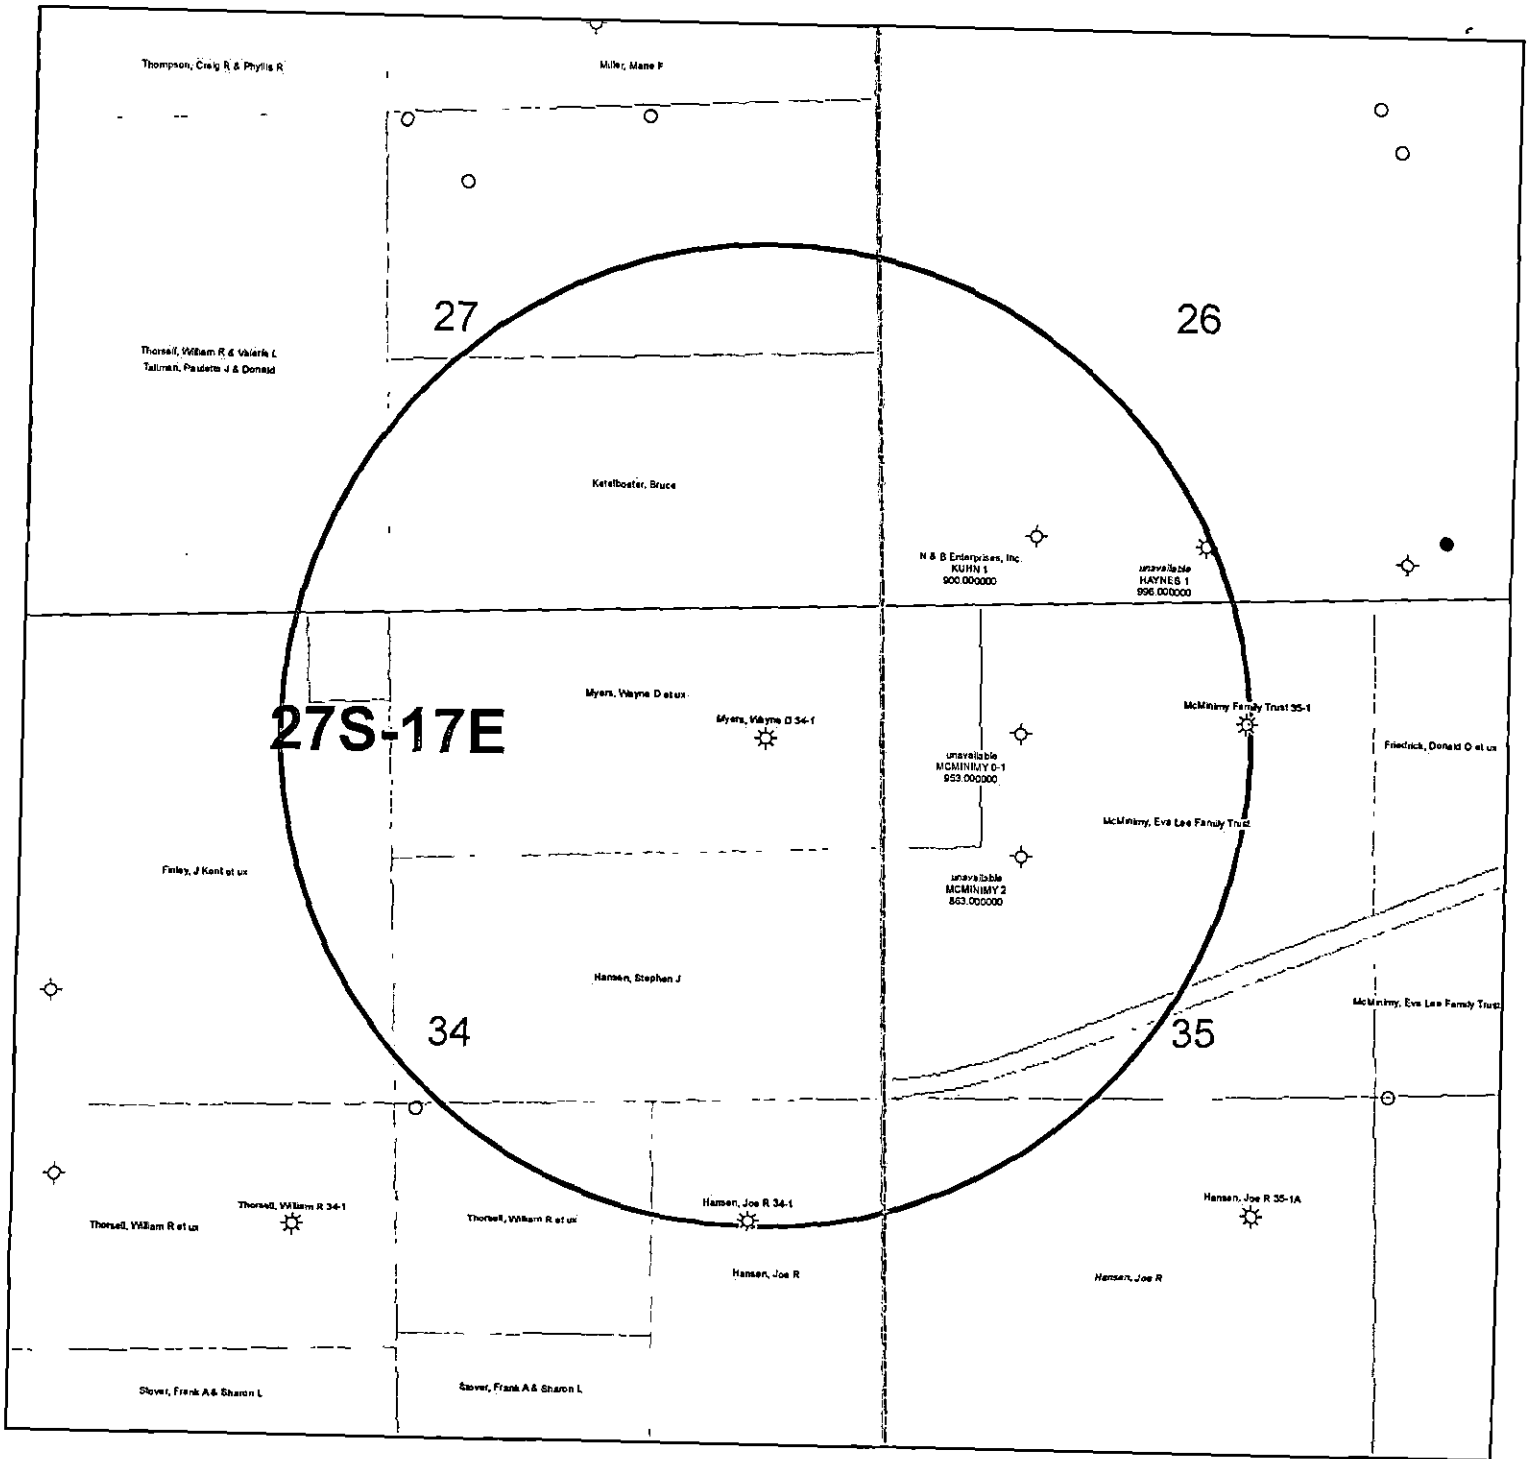 Thompson, Craig R & Phyllis R
Miller, Marie F
27
26
Thorsell, William R & Valerie L
Tallman, Paulette J & Donald
Ketelboeter, Bruce
N & B Enterprises, Inc.
KUHN 1
900.000000
unavailable
HAYNES 1
996.000000
Myers, Wayne D et ux
Myers, Wayne D 34-1
McMinimy Family Trust 35-1
27S-17E
Friedrick, Donald O et ux
unavailable
MCMINIMY 0-1
953.000000
McMinimy, Eva Lee Family Trust
Finley, J Kent et ux
unavailable
MCMINIMY 2
863.000000
Hansen, Stephen J
McMinimy, Eva Lee Family Trust
34
35
Thorsell, William R et ux
Thorsell, William R 34-1
Thorsell, William R et ux
Hansen, Joe R 34-1
Hansen, Joe R 35-1A
Hansen, Joe R
Hansen, Joe R
Stover, Frank A & Sharon L
Stover, Frank A & Sharon L